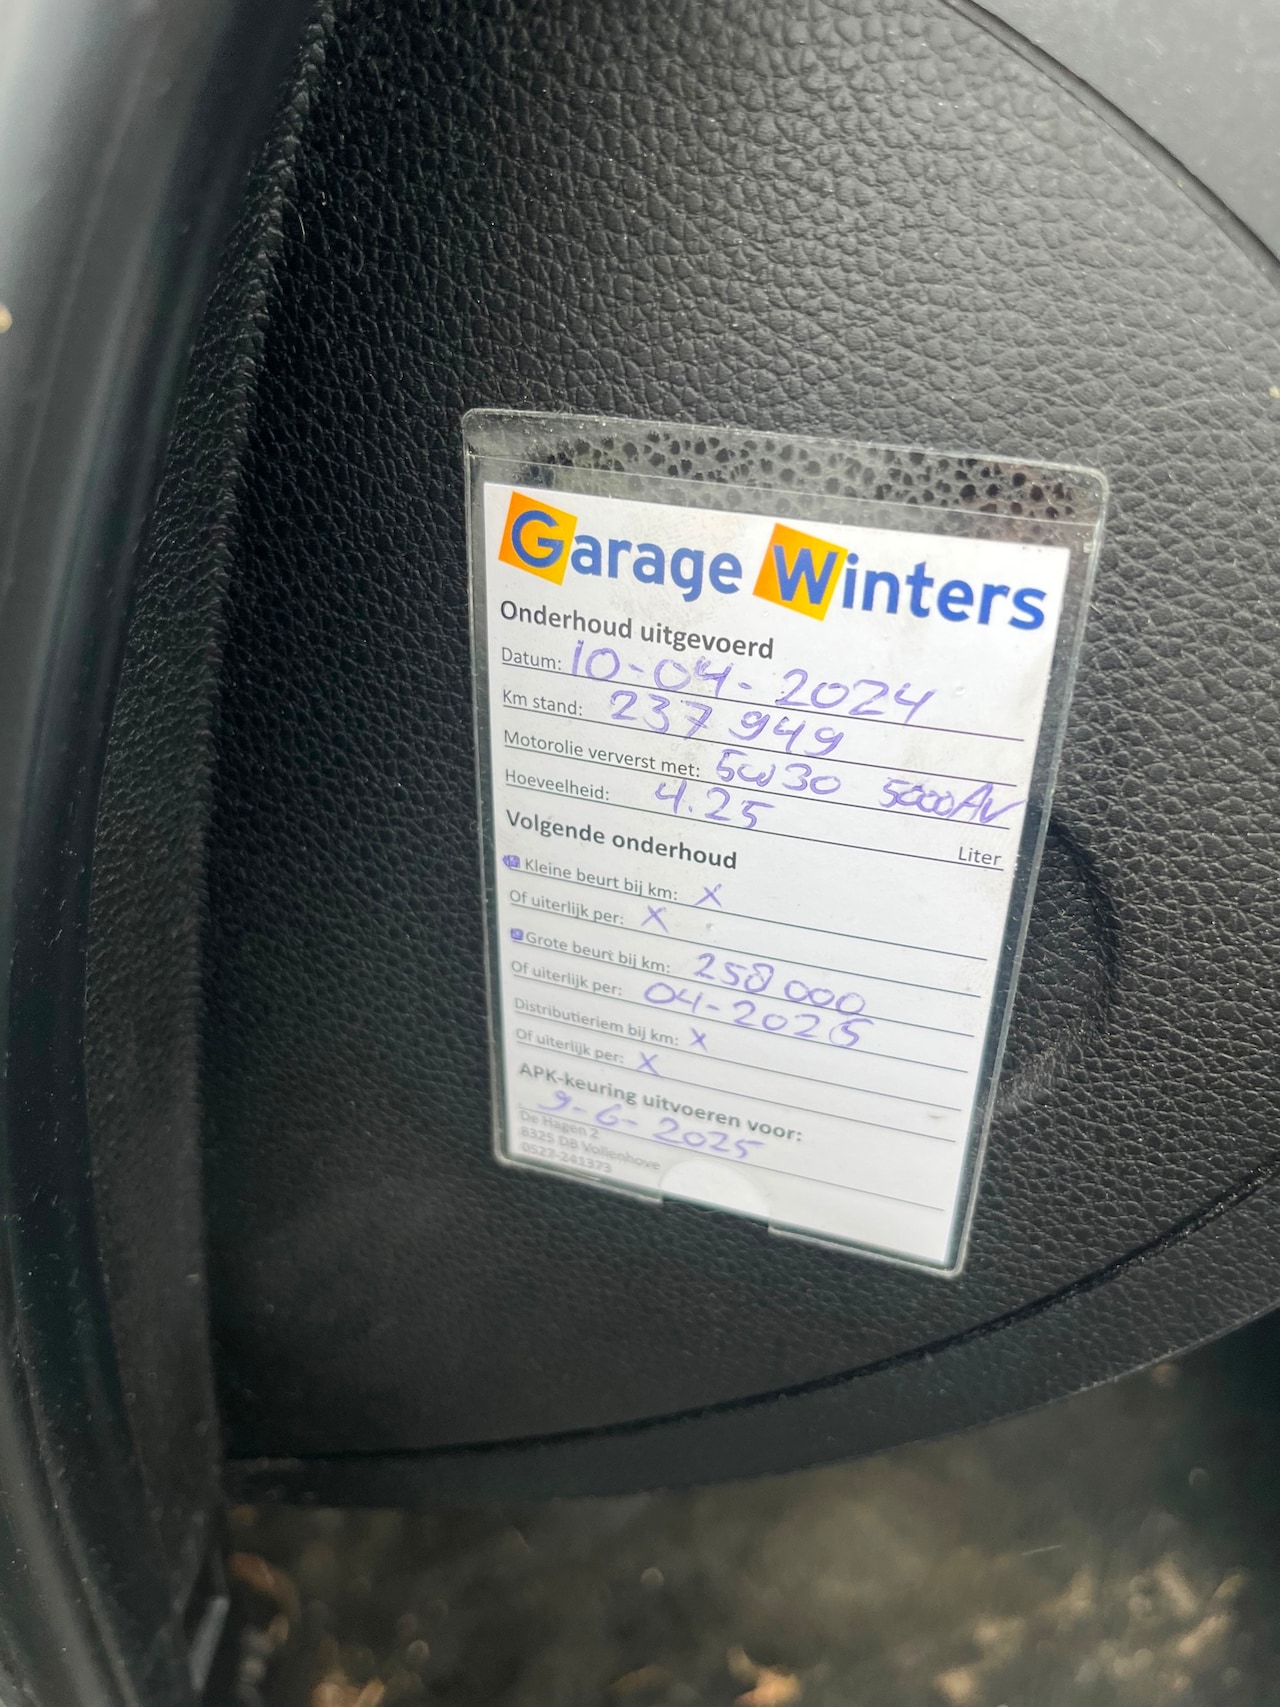 Garage Winters
Onderhoud uitgevoerd
Datum: 10-04-2024
Km stand: 237 949
Motorolie ververst met: 5w30 5000AV
Hoeveelheid: 4.25 Liter
Volgende onderhoud
Kleine beurt bij km: X
Of uiterlijk per: X
Grote beurt bij km: 258 000
Of uiterlijk per: 04-2025
Distributieriem bij km: X
Of uiterlijk per: X
APK-keuring uitvoeren voor:
9-6-2025
De Hagen 2
8325 DB Vollenhove
0527-241373